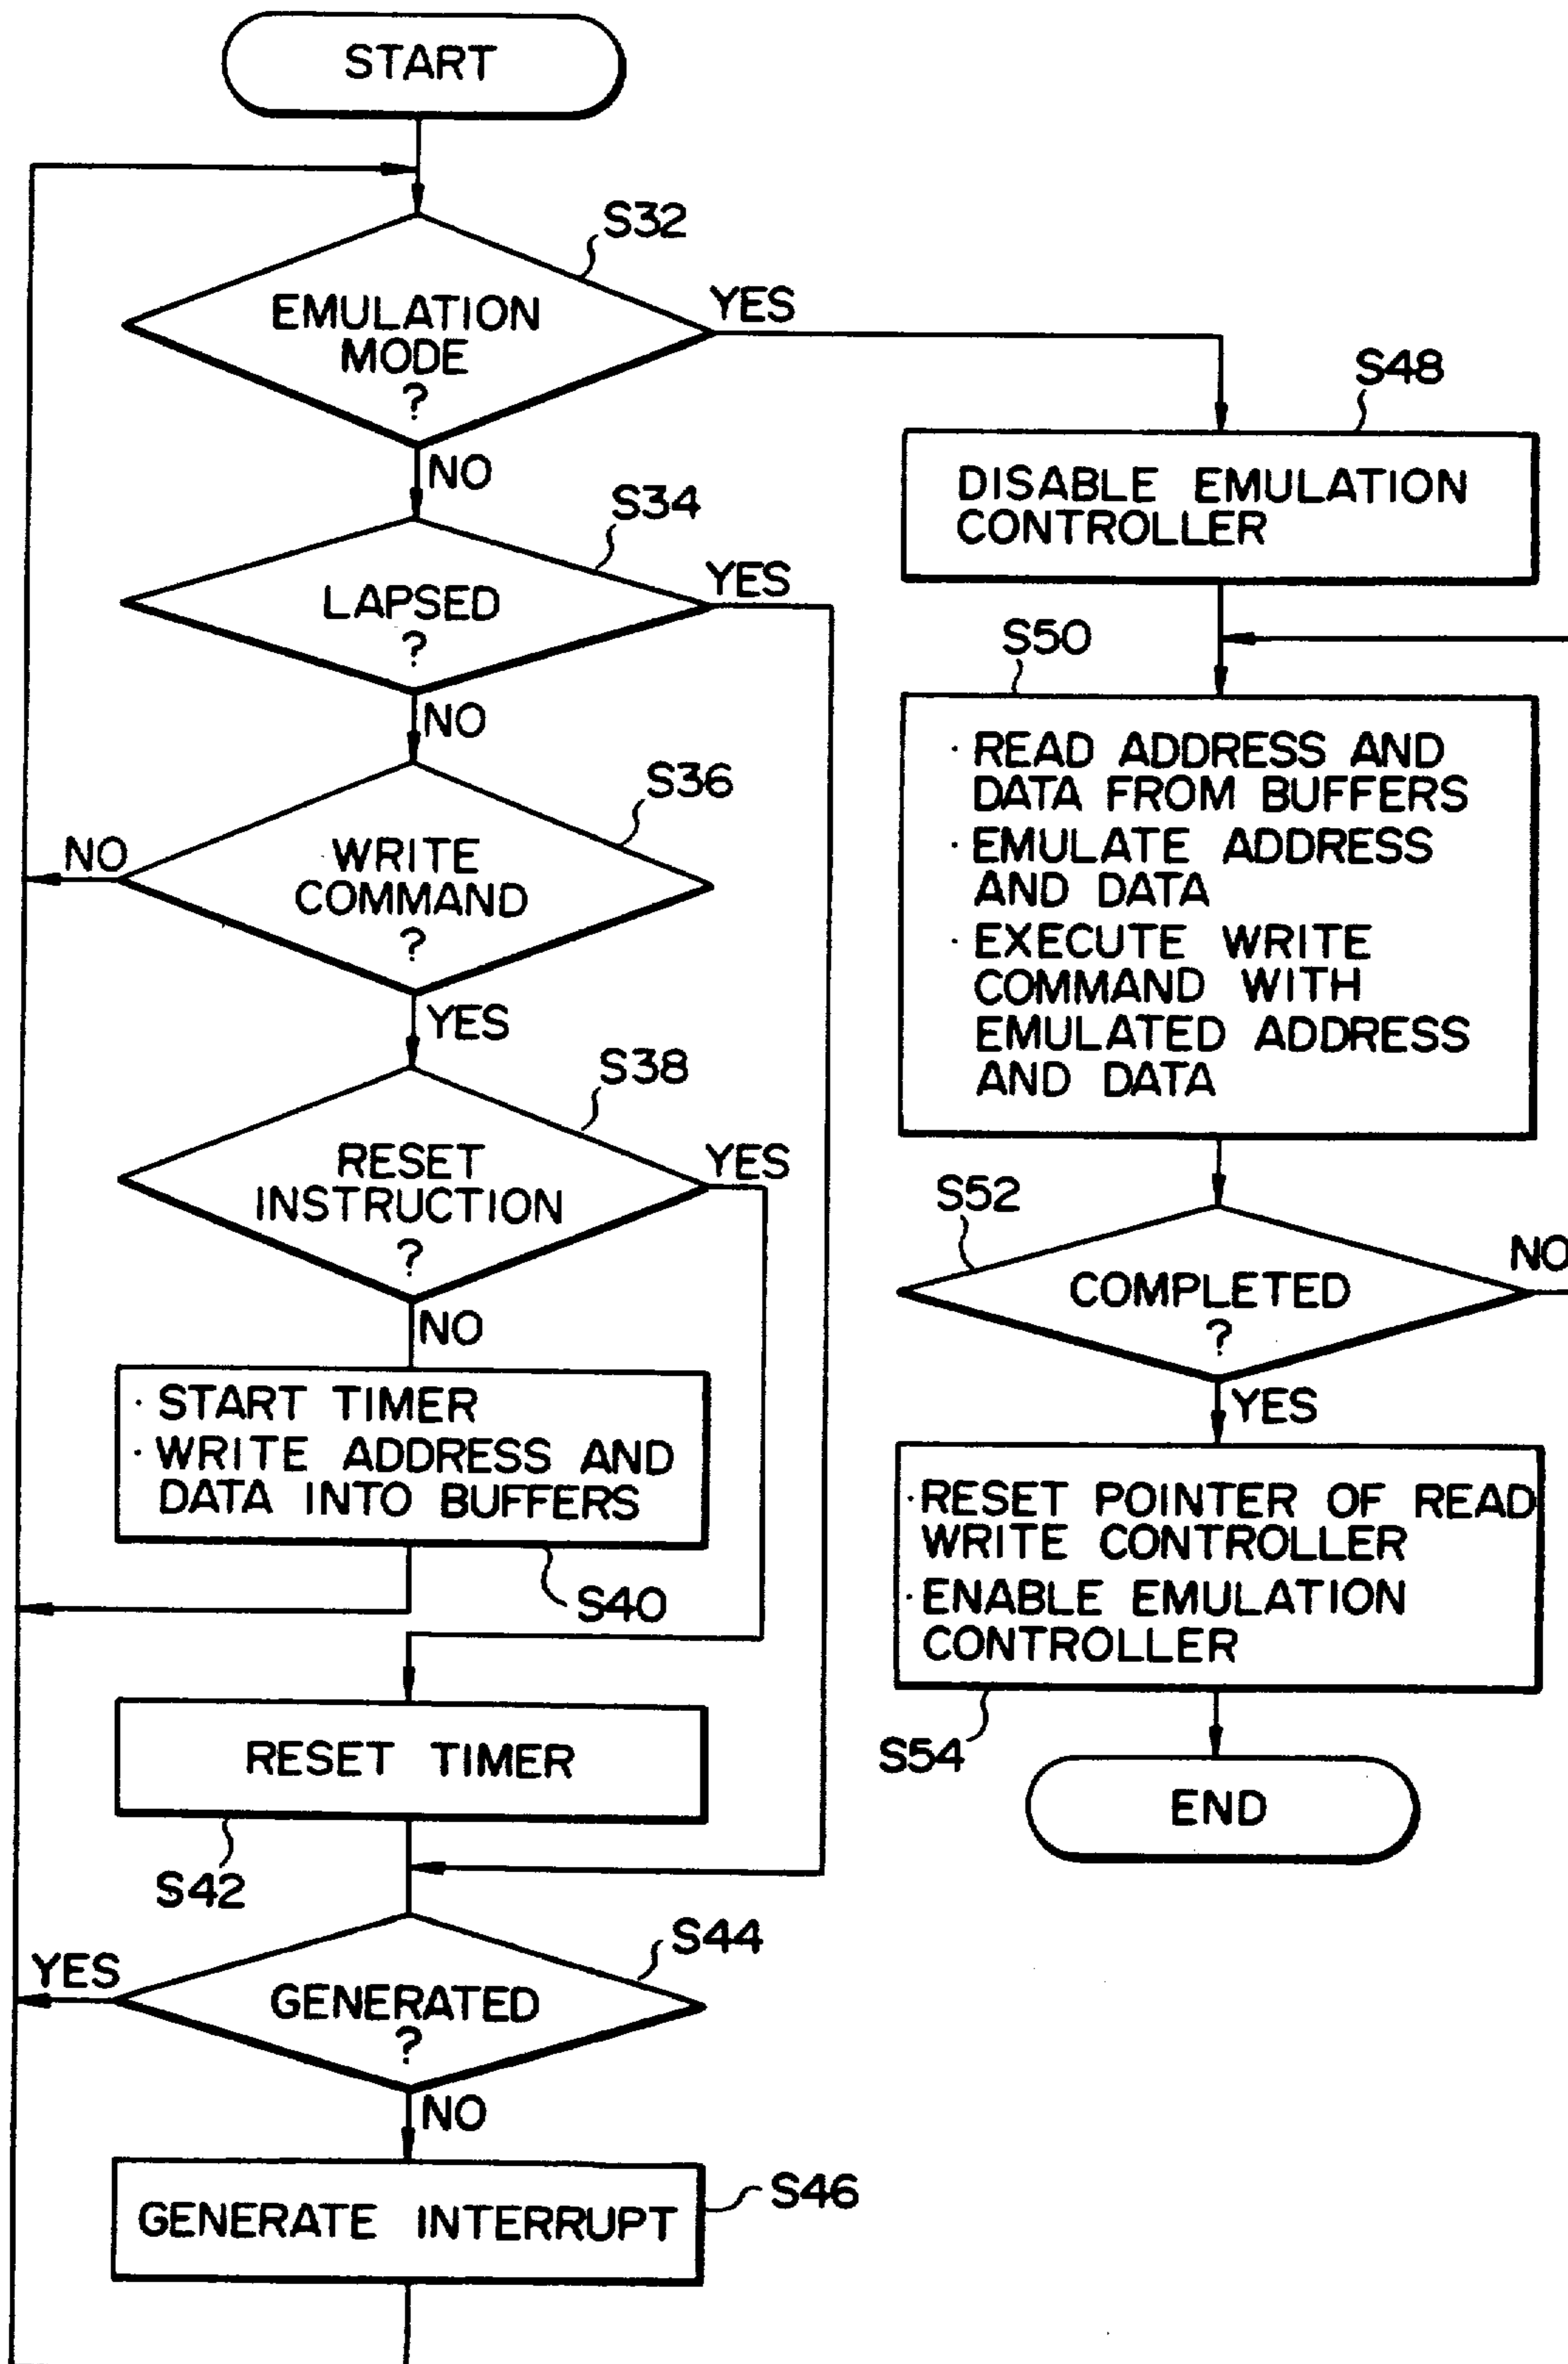 START
S32
EMULATION
MODE
?
YES
NO
S34
LAPSED
?
YES
NO
S36
WRITE
COMMAND
?
NO
YES
S38
RESET
INSTRUCTION
?
YES
NO
· START TIMER
· WRITE ADDRESS AND
DATA INTO BUFFERS
S40
RESET TIMER
S42
S44
GENERATED
?
YES
NO
GENERATE INTERRUPT
S46
S48
DISABLE EMULATION
CONTROLLER
S50
· READ ADDRESS AND
DATA FROM BUFFERS
· EMULATE ADDRESS
AND DATA
· EXECUTE WRITE
COMMAND WITH
EMULATED ADDRESS
AND DATA
S52
COMPLETED
?
NO
YES
· RESET POINTER OF READ
WRITE CONTROLLER
· ENABLE EMULATION
CONTROLLER
S54
END